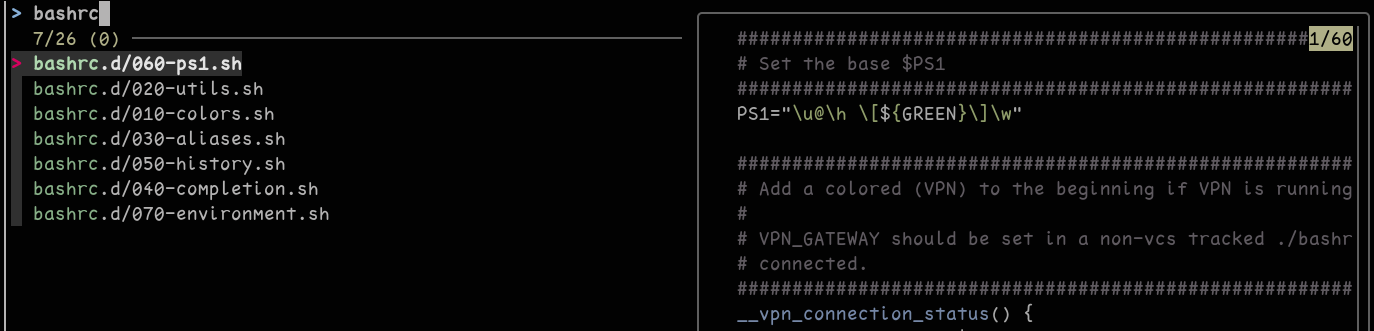 > bashrc
7/26 (0)
> bashrc.d/060-ps1.sh
bashrc.d/020-utils.sh
bashrc.d/010-colors.sh
bashrc.d/030-aliases.sh
bashrc.d/050-history.sh
bashrc.d/040-completion.sh
bashrc.d/070-environment.sh
####################################################1/60
# Set the base $PS1
########################################################
PS1="\u@\h \[${GREEN}\]\w"
########################################################
# Add a colored (VPN) to the beginning if VPN is running
#
# VPN_GATEWAY should be set in a non-vcs tracked ./bashr
# connected.
########################################################
__vpn_connection_status() {